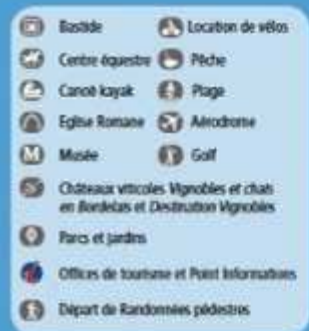 Bastide
Location de vélos
Centre équestre
Pêche
Canoë kayak
Plage
Eglise Romane
Aérodrome
M
Musée
Golf
Châteaux viticoles Vignobles et chais
en Bordelais et Destination Vignobles
Parcs et jardins
Offices de tourisme et Point Informations
Départ de Randonnées pédestres